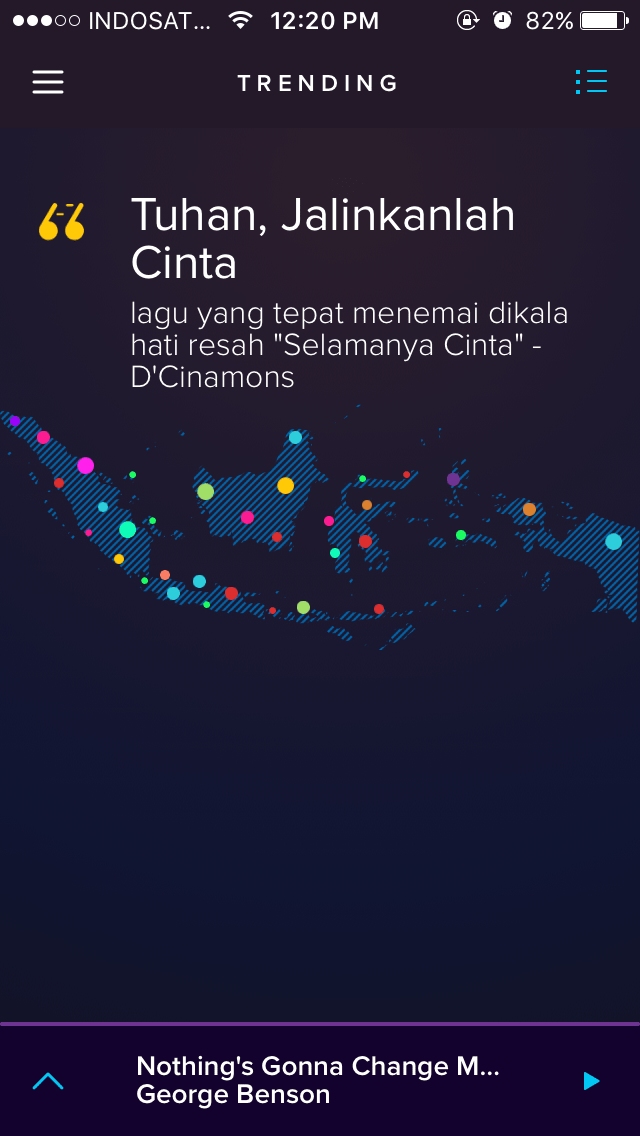 INDOSAT... 12:20 PM 82%
TRENDING
Tuhan, Jalinkanlah
Cinta
lagu yang tepat menemai dikala
hati resah "Selamanya Cinta" -
D'Cinamons
Nothing's Gonna Change M...
George Benson